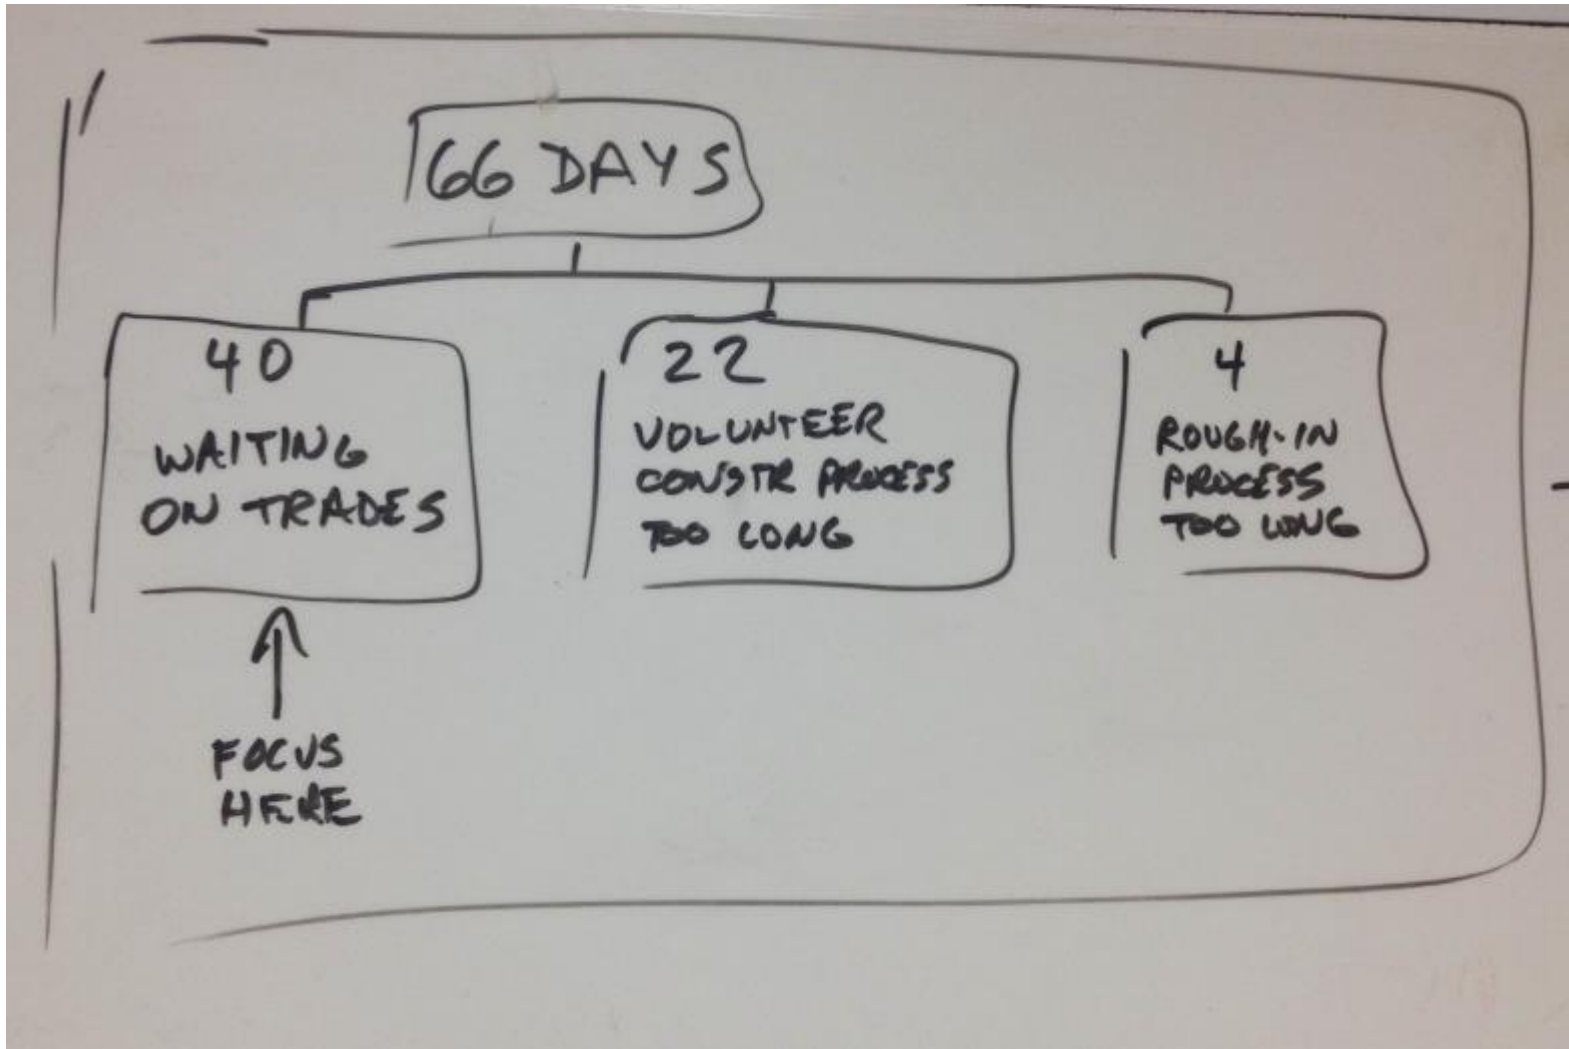 66 DAYS
40
WAITING
ON TRADES
22
VOLUNTEER
CONSTR PROCESS
TOO LONG
4
ROUGH-IN
PROCESS
TOO LONG
FOCUS
HERE